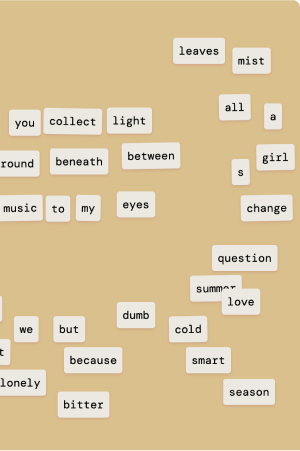 leaves
mist
all
a
you collect light
round beneath between
girl
s
music to my eyes
change
question
summer
love
dumb
we but cold
t
because smart
lonely
season
bitter